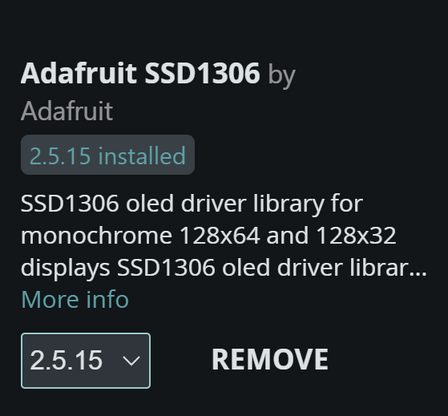 Adafruit SSD1306 by
Adafruit
2.5.15 installed
SSD1306 oled driver library for
monochrome 128x64 and 128x32
displays SSD1306 oled driver librar...
More info
2.5.15
REMOVE